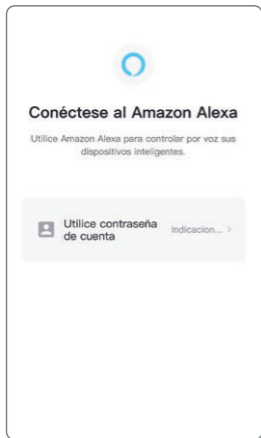 Conéctese al Amazon Alexa
Utilice Amazon Alexa para controlar por voz sus
dispositivos inteligentes.
Utilice contraseña
de cuenta
Indicacion... >